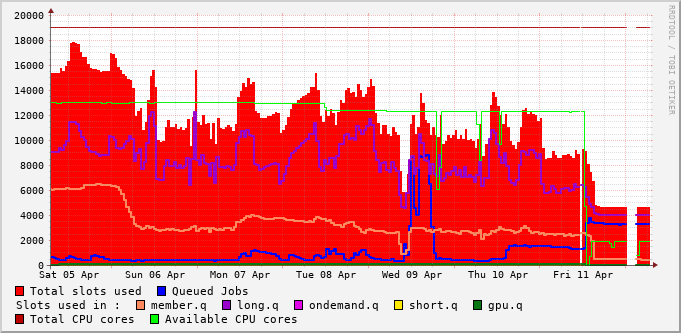 20000
18000
16000
14000
12000
10000
8000
6000
4000
2000
0
Sat 05 Apr Sun 06 Apr Mon 07 Apr Tue 08 Apr Wed 09 Apr Thu 10 Apr Fri 11 Apr
Total slots used Queued Jobs
Slots used in : member.q long.q ondemand.q short.q gpu.q
Total CPU cores Available CPU cores
RRDTOOL / TOBI OETIKER